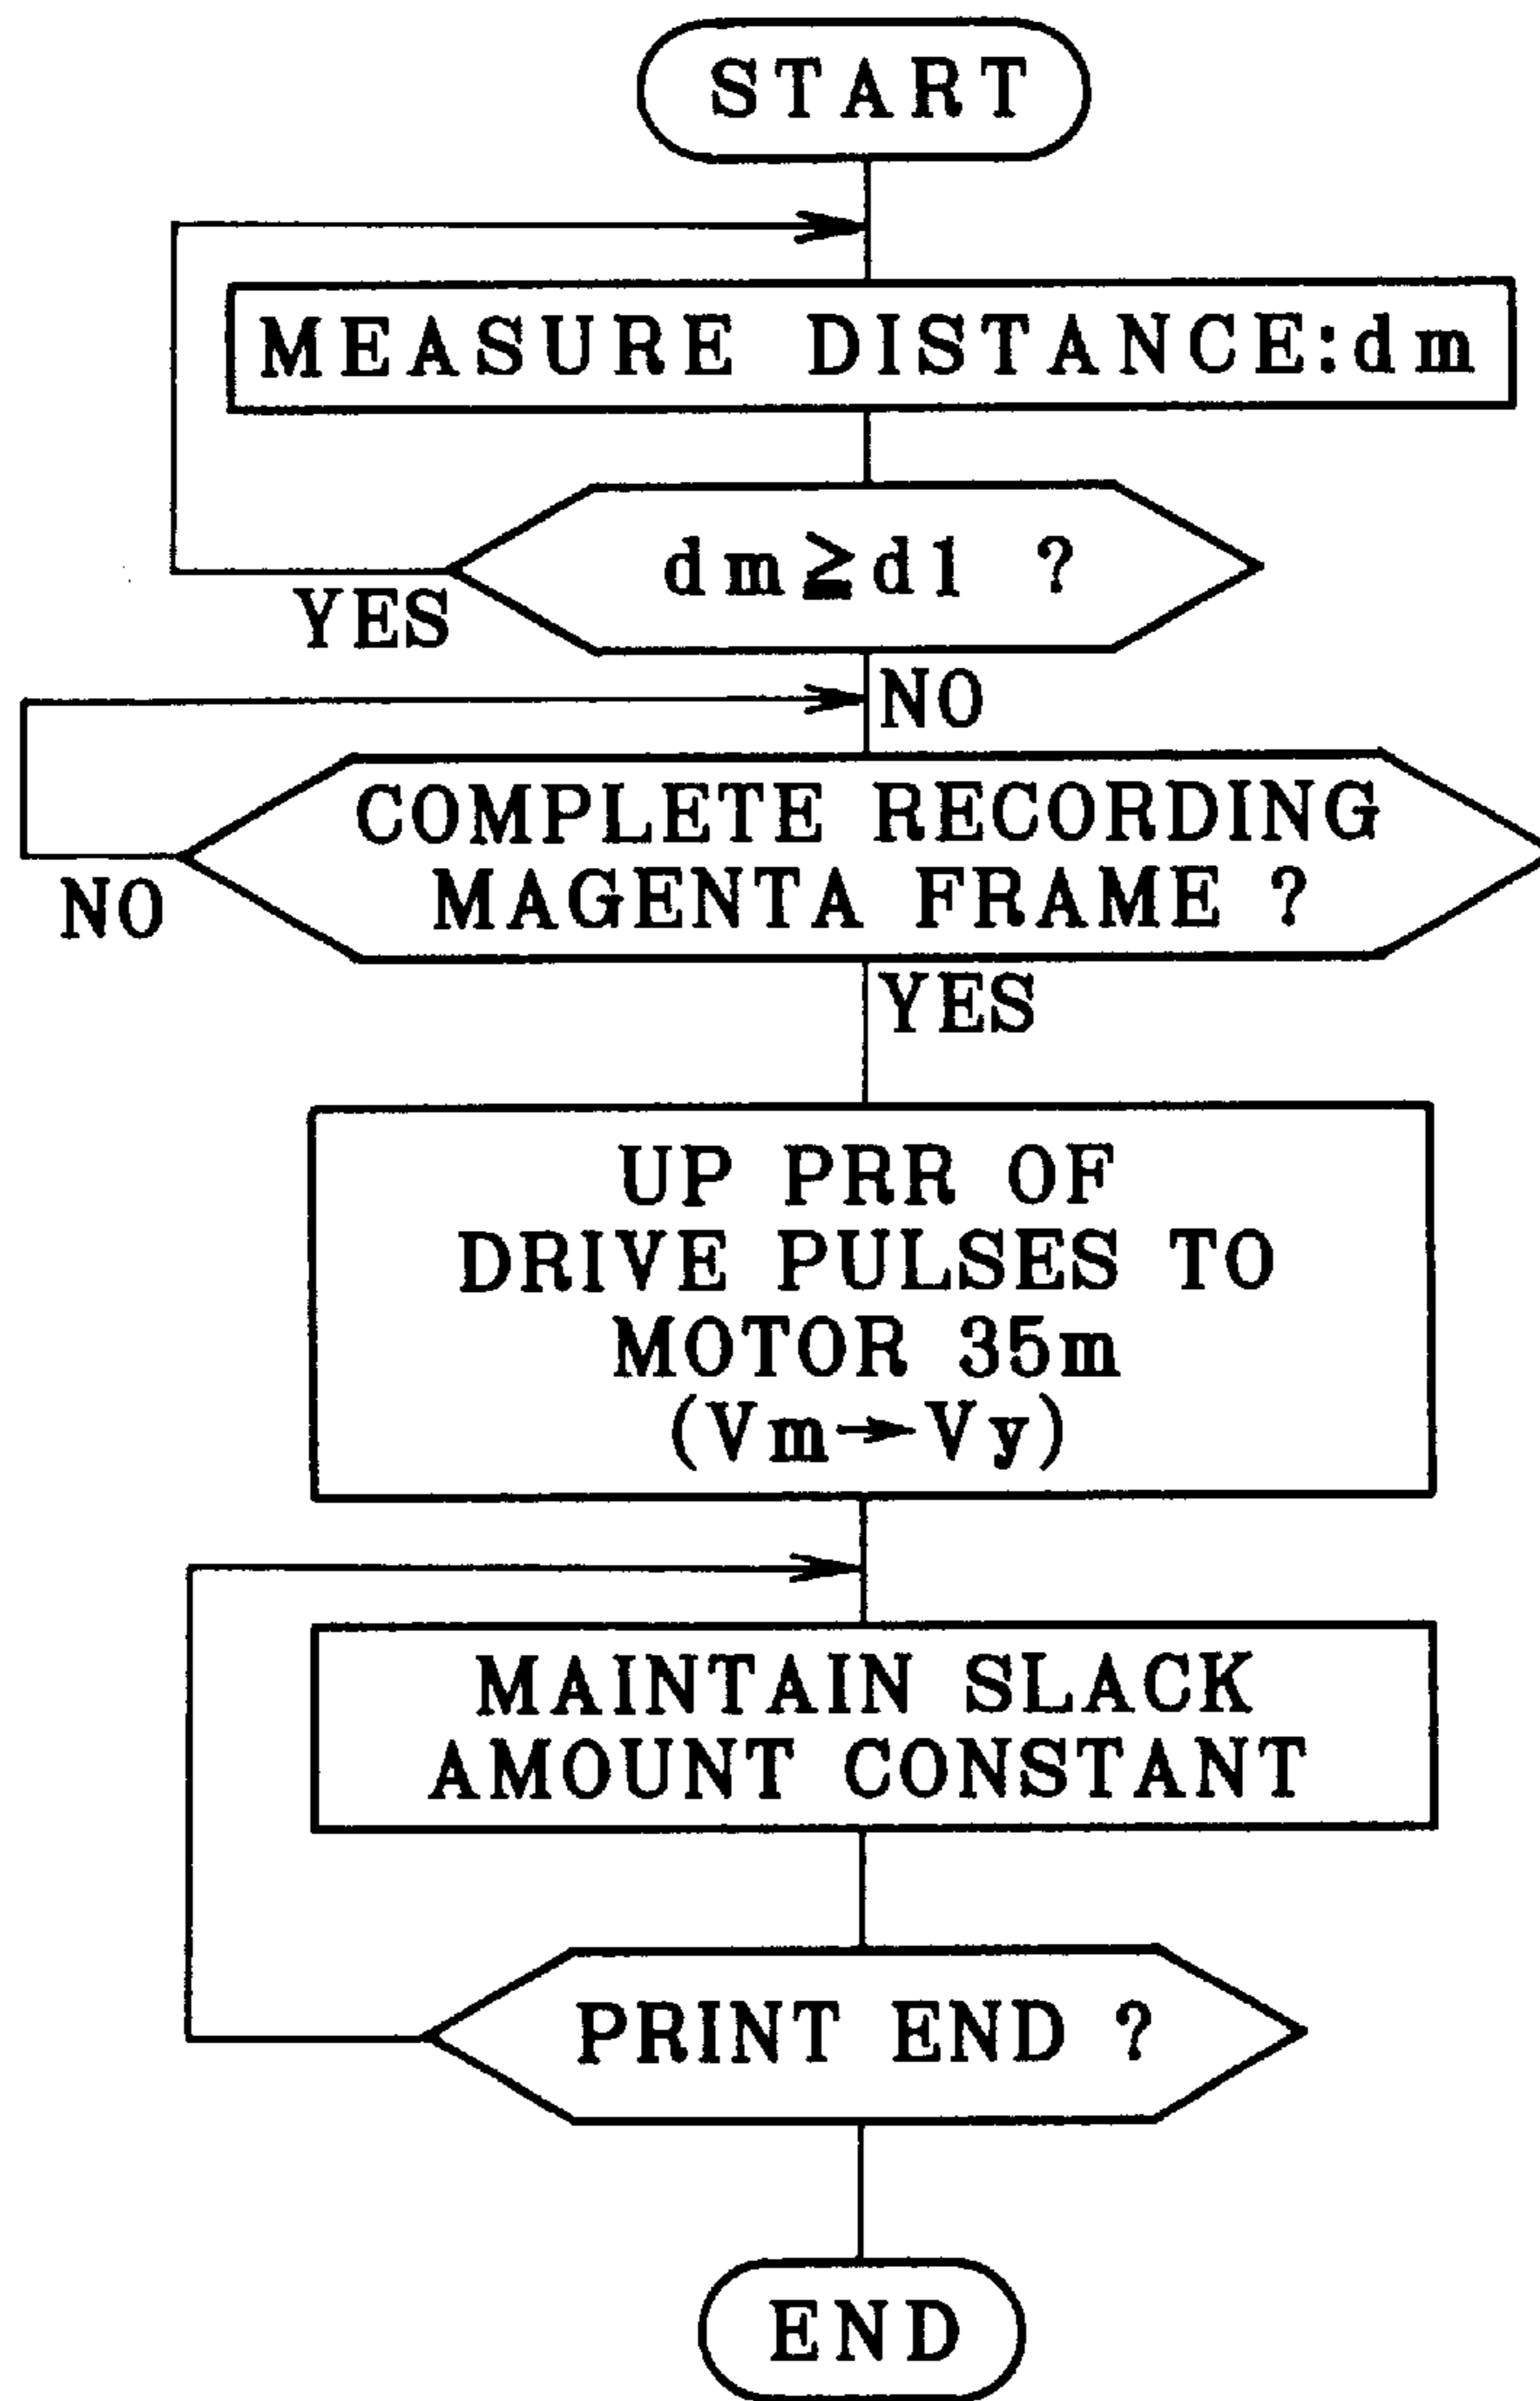 START
MEASURE DISTANCE:dm
dm≧d1 ?
YES
NO
COMPLETE RECORDING
MAGENTA FRAME ?
NO
YES
UP PRR OF
DRIVE PULSES TO
MOTOR 35m
(Vm→Vy)
MAINTAIN SLACK
AMOUNT CONSTANT
PRINT END ?
END